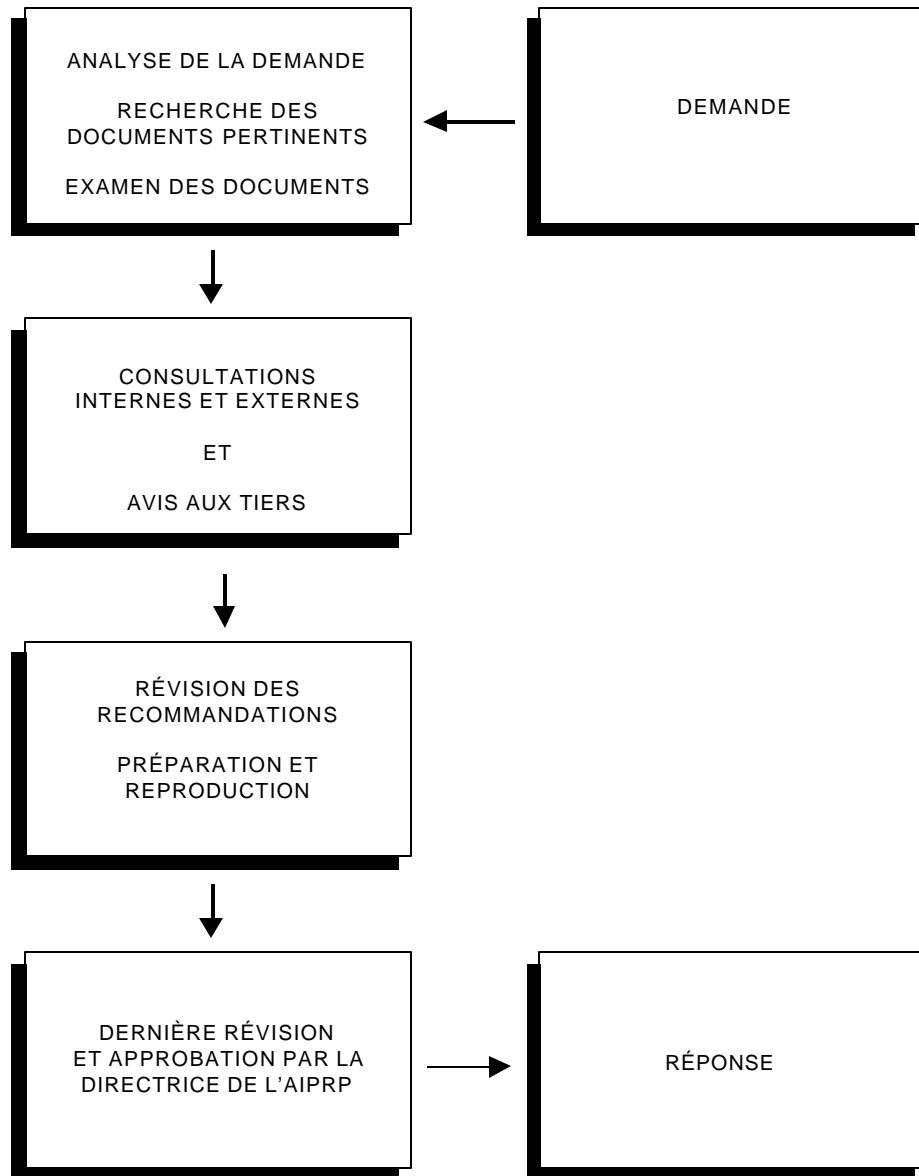 DEMANDE
ANALYSE DE LA DEMANDE
RECHERCHE DES
DOCUMENTS PERTINENTS
EXAMEN DES DOCUMENTS
CONSULTATIONS
INTERNES ET EXTERNES
ET
AVIS AUX TIERS
RÉVISION DES
RECOMMANDATIONS
PRÉPARATION ET
REPRODUCTION
DERNIÈRE RÉVISION
ET APPROBATION PAR LA
DIRECTRICE DE L'AIPRP
RÉPONSE